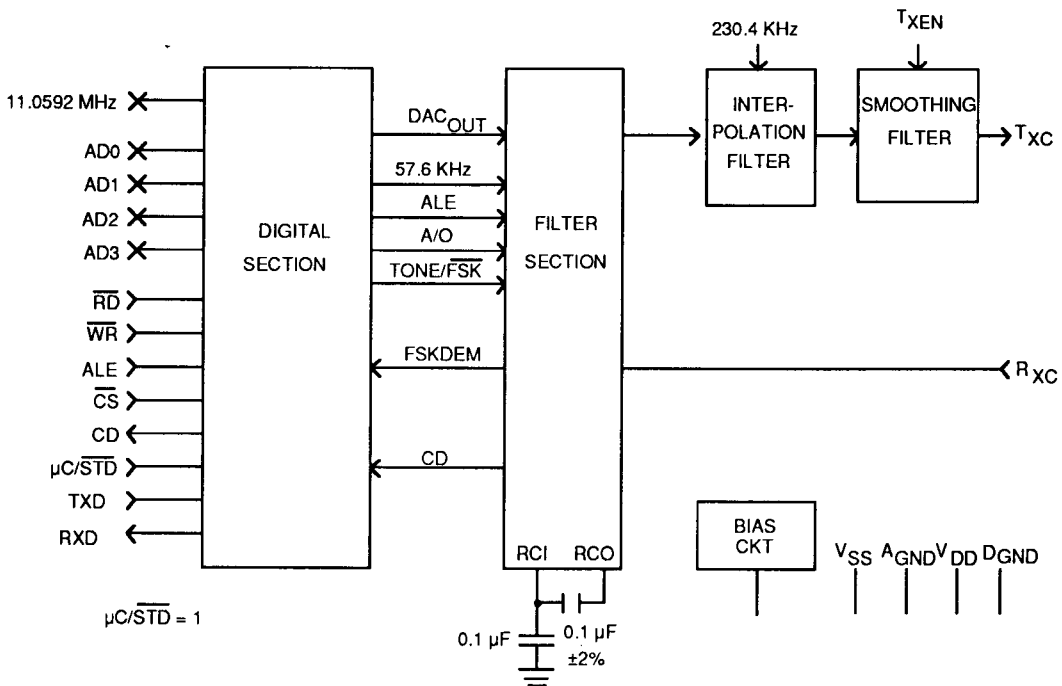 230.4 KHz
TXEN
11.0592 MHz
AD0
AD1
AD2
AD3
RD
WR
ALE
CS
CD
µC/STD
TXD
RXD
DIGITAL
SECTION
DACOUT
57.6 KHz
ALE
A/O
TONE/FSK
FSKDEM
CD
FILTER
SECTION
RCI RCO
INTER-
POLATION
FILTER
SMOOTHING
FILTER
TXC
RXC
BIAS
CKT
VSS AGND VDD DGND
µC/STD = 1
0.1 µF
0.1 µF
±2%